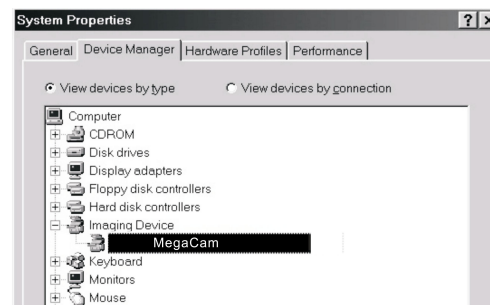 System Properties
General Device Manager Hardware Profiles Performance
View devices by type View devices by connection
Computer
CDROM
Disk drives
Display adapters
Floppy disk controllers
Hard disk controllers
Imaging Device
MegaCam
Keyboard
Monitors
Mouse